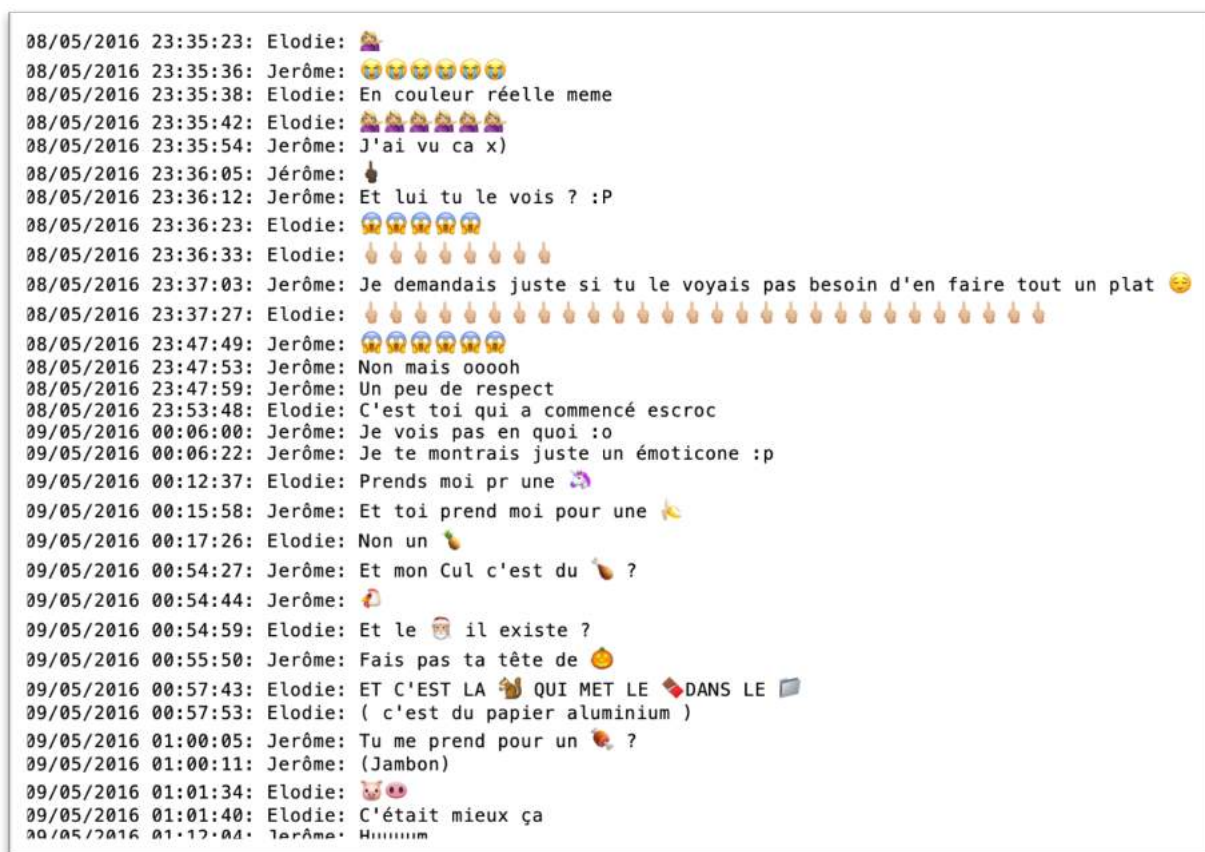 08/05/2016 23:35:23: Elodie: 💁🏼
08/05/2016 23:35:36: Jerôme: 😭😭😭😭😭😭
08/05/2016 23:35:38: Elodie: En couleur réelle meme
08/05/2016 23:35:42: Elodie: 💁🏼💁🏼💁🏼💁🏼💁🏼💁🏼
08/05/2016 23:35:54: Jerôme: J'ai vu ca x)
08/05/2016 23:36:05: Jérôme: 🖕🏿
08/05/2016 23:36:12: Jerôme: Et lui tu le vois ? :P
08/05/2016 23:36:23: Elodie: 😱😱😱😱😱
08/05/2016 23:36:33: Elodie: 🖕🏼🖕🏼🖕🏼🖕🏼🖕🏼🖕🏼🖕🏼🖕🏼
08/05/2016 23:37:03: Jerôme: Je demandais juste si tu le voyais pas besoin d'en faire tout un plat 😌
08/05/2016 23:37:27: Elodie: 🖕🏼🖕🏼🖕🏼🖕🏼🖕🏼🖕🏼🖕🏼🖕🏼🖕🏼🖕🏼🖕🏼🖕🏼🖕🏼🖕🏼🖕🏼🖕🏼🖕🏼🖕🏼🖕🏼🖕🏼🖕🏼🖕🏼🖕🏼🖕🏼🖕🏼🖕🏼🖕🏼🖕🏼
08/05/2016 23:47:49: Jerôme: 😱😱😱😱😱😱
08/05/2016 23:47:53: Jerôme: Non mais ooooh
08/05/2016 23:47:59: Jerôme: Un peu de respect
08/05/2016 23:53:48: Elodie: C'est toi qui a commencé escroc
09/05/2016 00:06:00: Jerôme: Je vois pas en quoi :o
09/05/2016 00:06:22: Jerôme: Je te montrais juste un émoticone :p
09/05/2016 00:12:37: Elodie: Prends moi pr une 🦄
09/05/2016 00:15:58: Jerôme: Et toi prend moi pour une 🍌
09/05/2016 00:17:26: Elodie: Non un 🍍
09/05/2016 00:54:27: Jerôme: Et mon Cul c'est du 🍗 ?
09/05/2016 00:54:44: Jerôme: 🐔
09/05/2016 00:54:59: Elodie: Et le 🎅🏼 il existe ?
09/05/2016 00:55:50: Jerôme: Fais pas ta tête de 🎃
09/05/2016 00:57:43: Elodie: ET C'EST LA 🐿 QUI MET LE 🍫DANS LE 📁
09/05/2016 00:57:53: Elodie: ( c'est du papier aluminium )
09/05/2016 01:00:05: Jerôme: Tu me prend pour un 🍖 ?
09/05/2016 01:00:11: Jerôme: (Jambon)
09/05/2016 01:01:34: Elodie: 🐷🐽
09/05/2016 01:01:40: Elodie: C'était mieux ça
09/05/2016 01:12:04: Jerôme: Huuuum